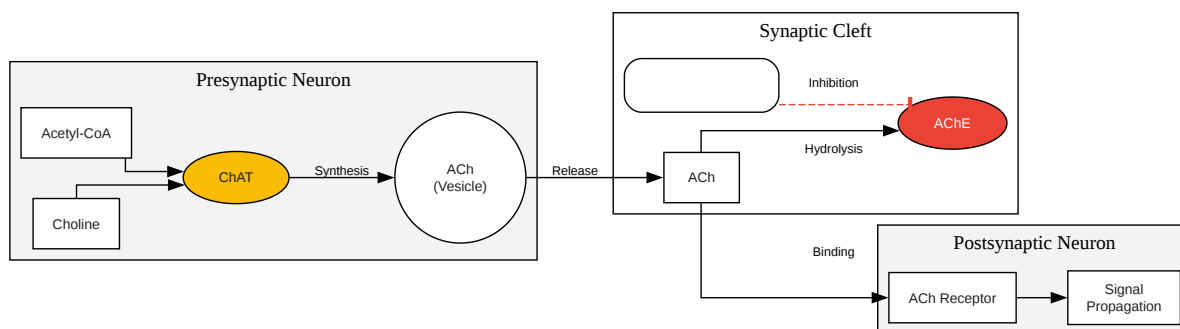 Synaptic Cleft
Presynaptic Neuron
Inhibition
Acetyl-CoA
AChE
Hydrolysis
ChAT
Synthesis
ACh
(Vesicle)
Release
ACh
Choline
Postsynaptic Neuron
Binding
ACh Receptor
Signal
Propagation